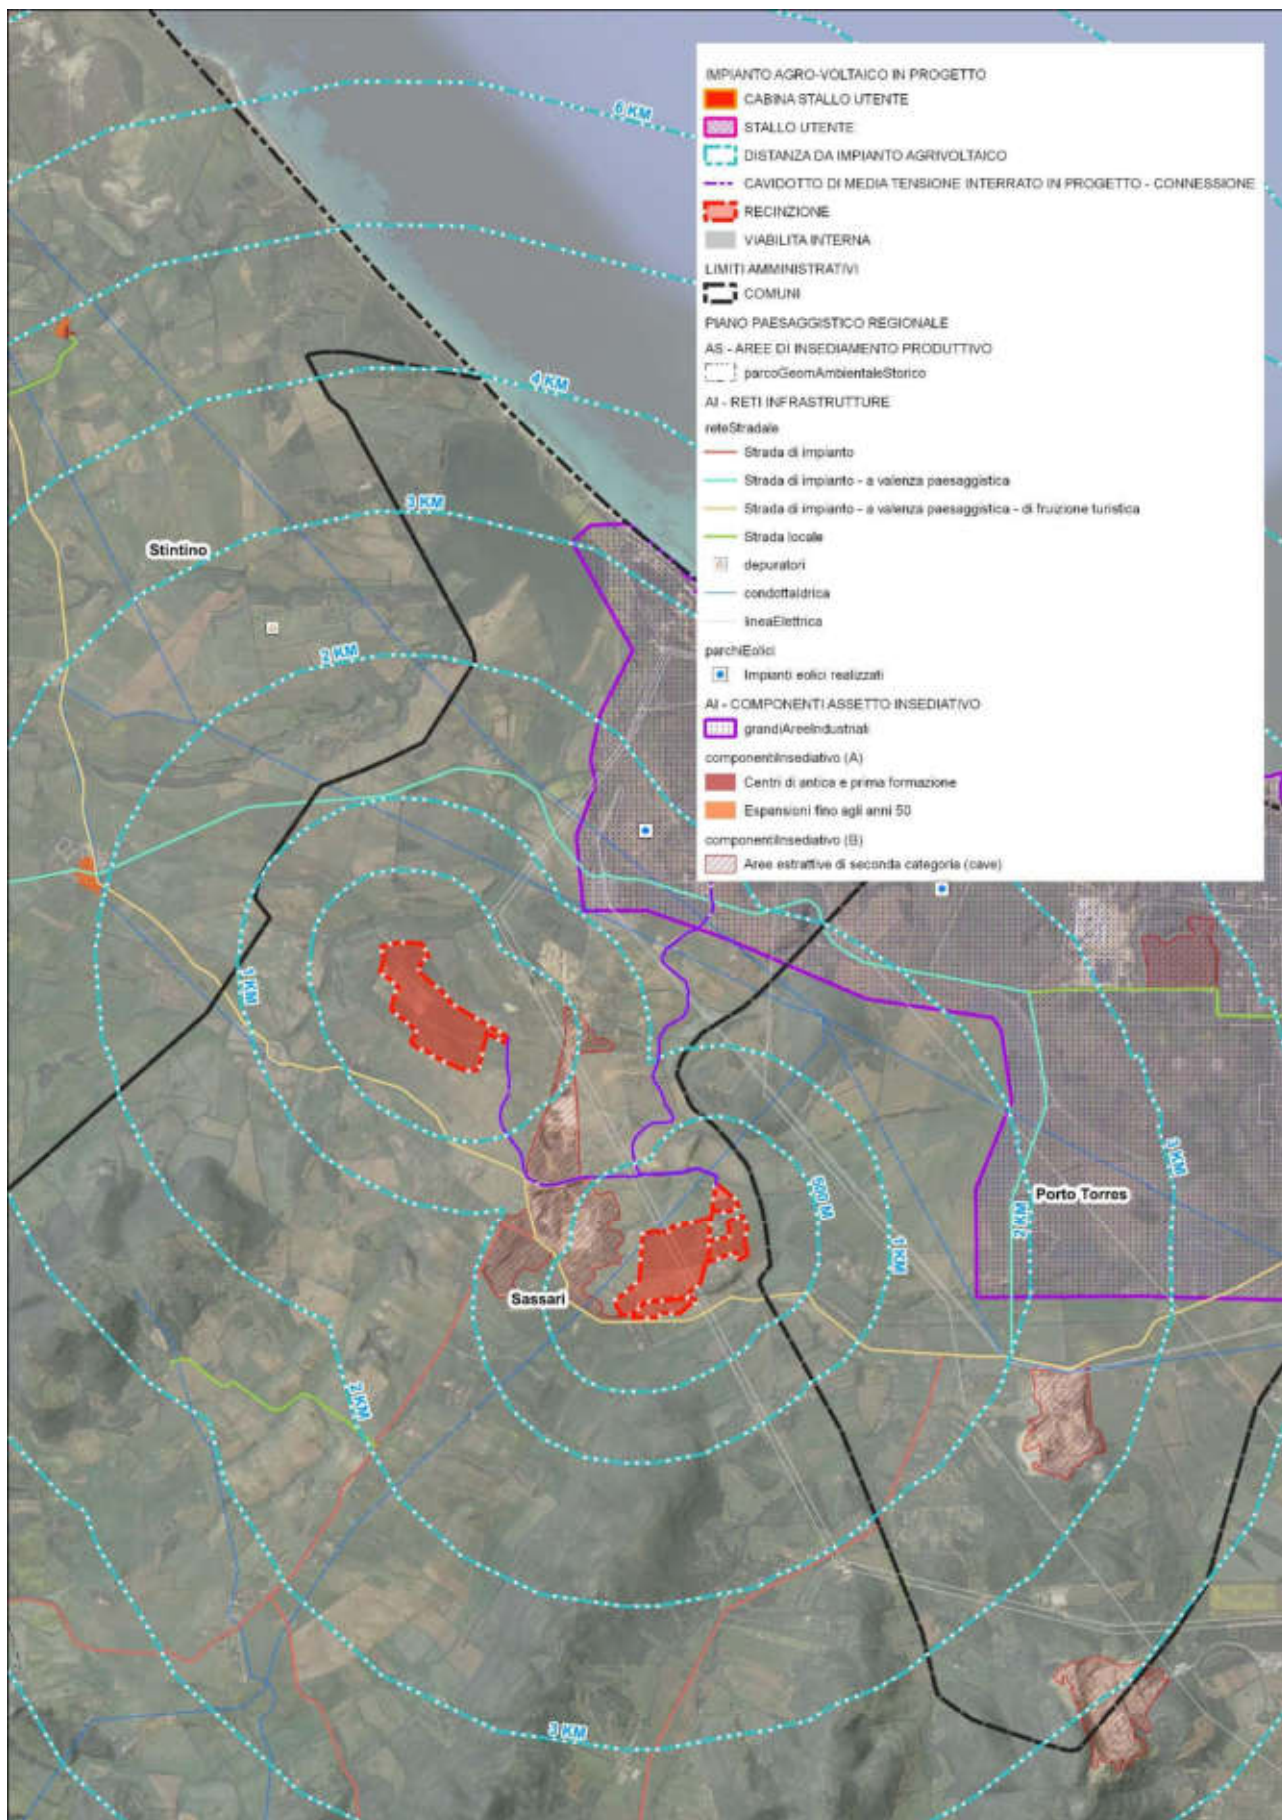 IMPIANTO AGRO-VOLTAICO IN PROGETTO
CABINA STALLO UTENTE
STALLO UTENTE
DISTANZA DA IMPIANTO AGRIVOLTAICO
CAVIDOTTO DI MEDIA TENSIONE INTERRATO IN PROGETTO - CONNESSIONE
RECINZIONE
VIABILITA INTERNA
LIMITI AMMINISTRATIVI
COMUNI
PIANO PAESAGGISTICO REGIONALE
AS - AREE DI INSEDIAMENTO PRODUTTIVO
parcoGeomAmbientaleStorico
AI - RETI INFRASTRUTTURE
reteStradale
Strada di impianto
Strada di impianto - a valenza paesaggistica
Strada di impianto - a valenza paesaggistica - di fruizione turistica
Strada locale
depuratori
condottaIdrica
lineaElettrica
parchiEolici
Impianti eolici realizzati
AI - COMPONENTI ASSETTO INSEDIATIVO
grandiAreeIndustriali
componentiInsediativo (A)
Centri di antica e prima formazione
Espansioni fino agli anni 50
componentiInsediativo (B)
Aree estrattive di seconda categoria (cave)
6 KM
4 KM
3 KM
Stintino
2 KM
1 KM
3 KM
500 M
Porto Torres
2 KM
1 KM
Sassari
2 KM
3 KM